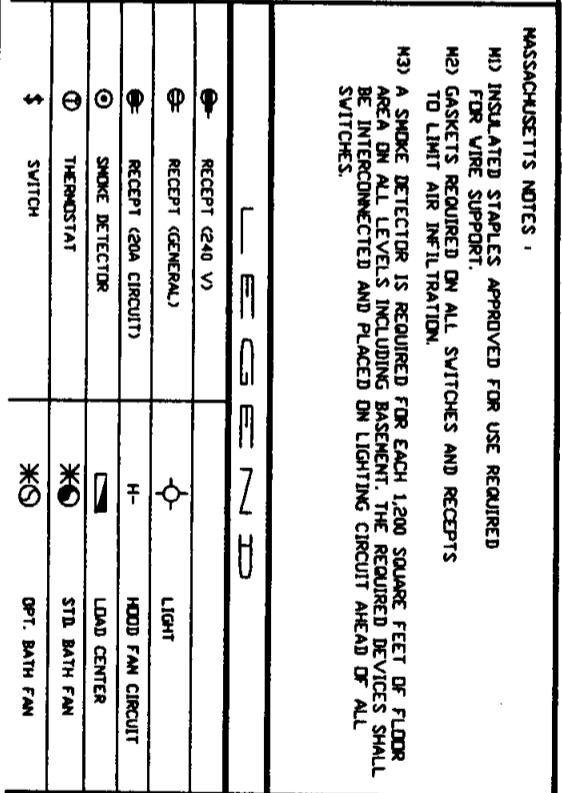 MASSACHUSETTS NOTES :
M1) INSULATED STAPLES APPROVED FOR USE REQUIRED
FOR WIRE SUPPORT.
M2) GASKETS REQUIRED ON ALL SWITCHES AND RECEPTS
TO LIMIT AIR INFILTRATION.
M3) A SMOKE DETECTOR IS REQUIRED FOR EACH 1,200 SQUARE FEET OF FLOOR
AREA ON ALL LEVELS INCLUDING BASEMENT. THE REQUIRED DEVICES SHALL
BE INTERCONNECTED AND PLACED ON LIGHTING CIRCUIT AHEAD OF ALL
SWITCHES.
LEGEND
RECEPT (240 V)
RECEPT (GENERAL)
LIGHT
RECEPT (20A CIRCUIT)
H- HOOD FAN CIRCUIT
SMOKE DETECTOR
LOAD CENTER
T THERMOSTAT
STD. BATH FAN
$ SWITCH
OPT. BATH FAN